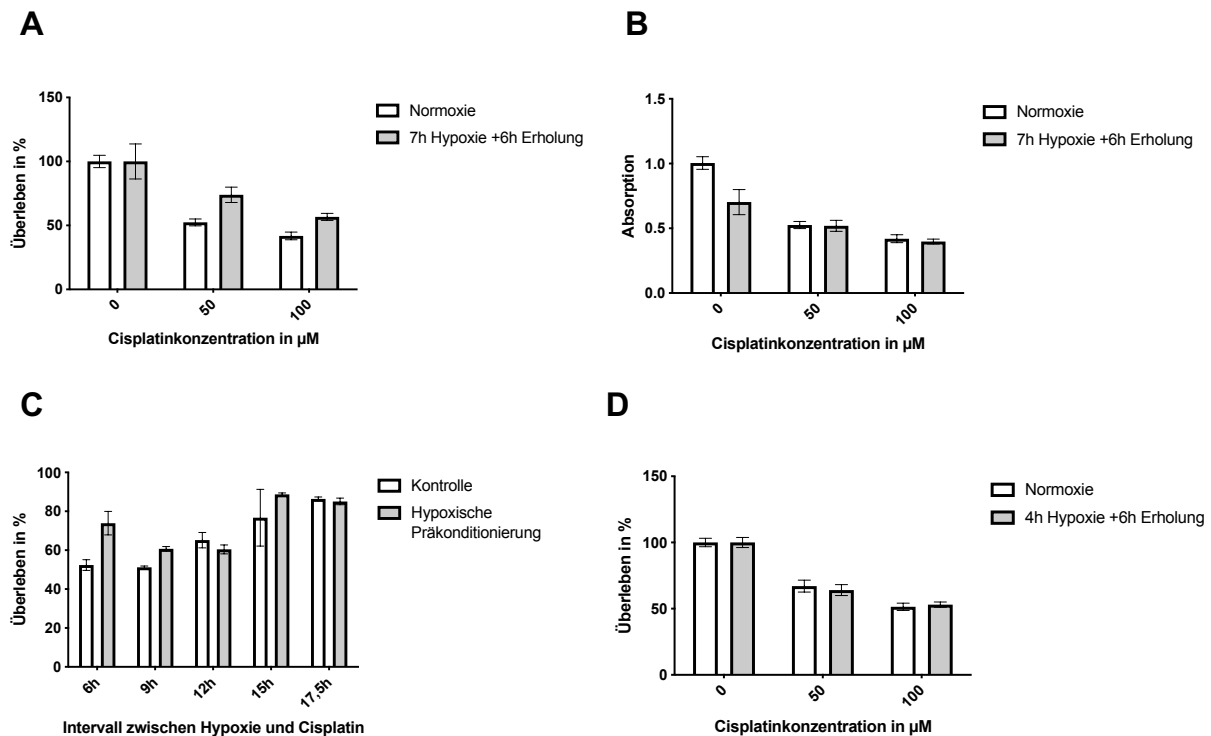 A
150
100
50
0
Überleben in %
0
50
100
Cisplatinkonzentration in µM
Normoxie
7h Hypoxie +6h Erholung
B
1.5
1.0
0.5
0.0
Absorption
0
50
100
Cisplatinkonzentration in µM
Normoxie
7h Hypoxie +6h Erholung
C
100
80
60
40
20
0
Überleben in %
6h
9h
12h
15h
17,5h
Intervall zwischen Hypoxie und Cisplatin
Kontrolle
Hypoxische
Präkonditionierung
D
150
100
50
0
Überleben in %
0
50
100
Cisplatinkonzentration in µM
Normoxie
4h Hypoxie +6h Erholung